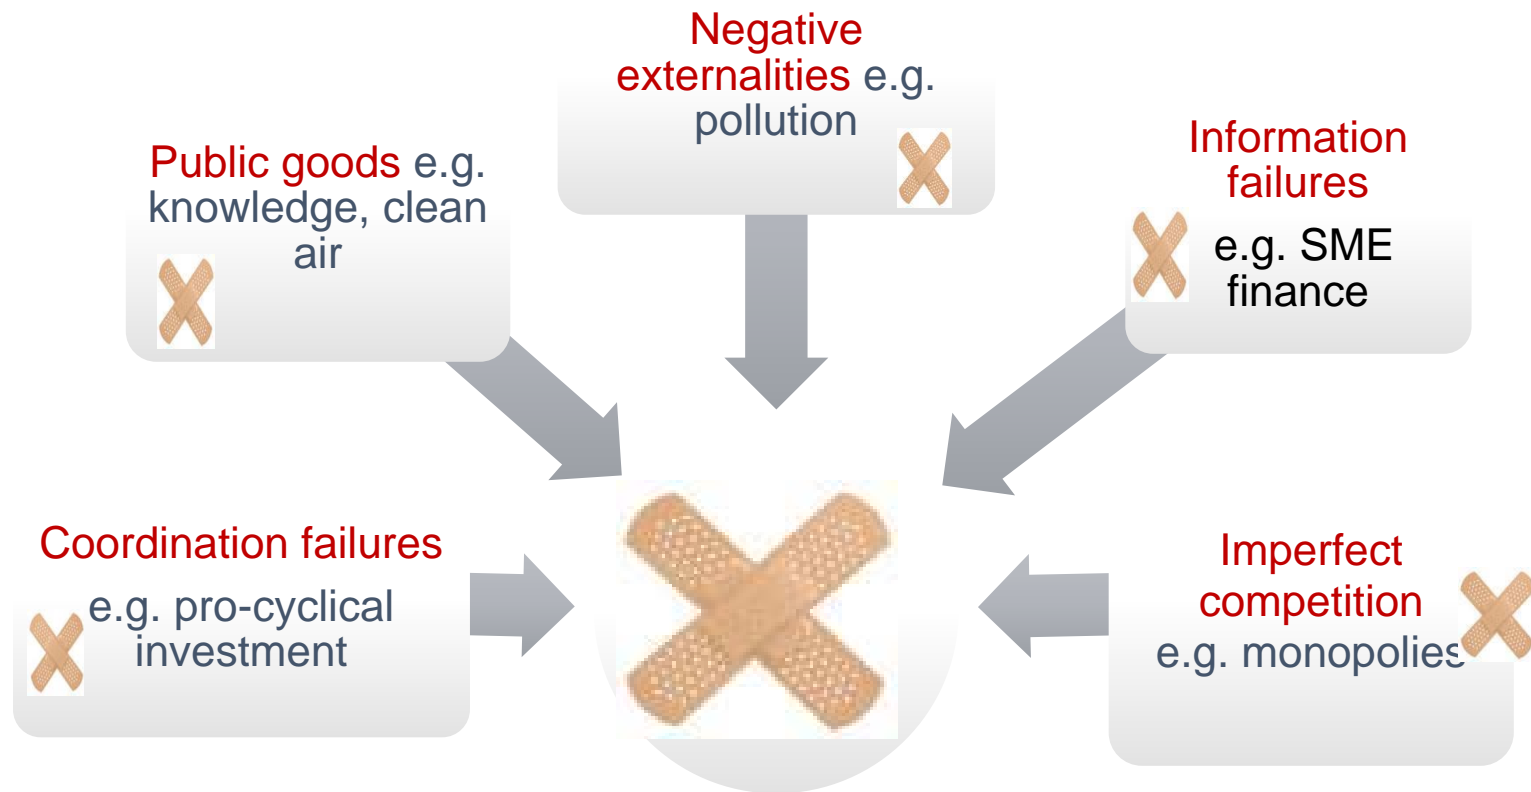 Negative
externalities e.g.
pollution
Public goods e.g.
knowledge, clean
air
Information
failures
e.g. SME
finance
Coordination failures
e.g. pro-cyclical
investment
Imperfect
competition
e.g. monopolies